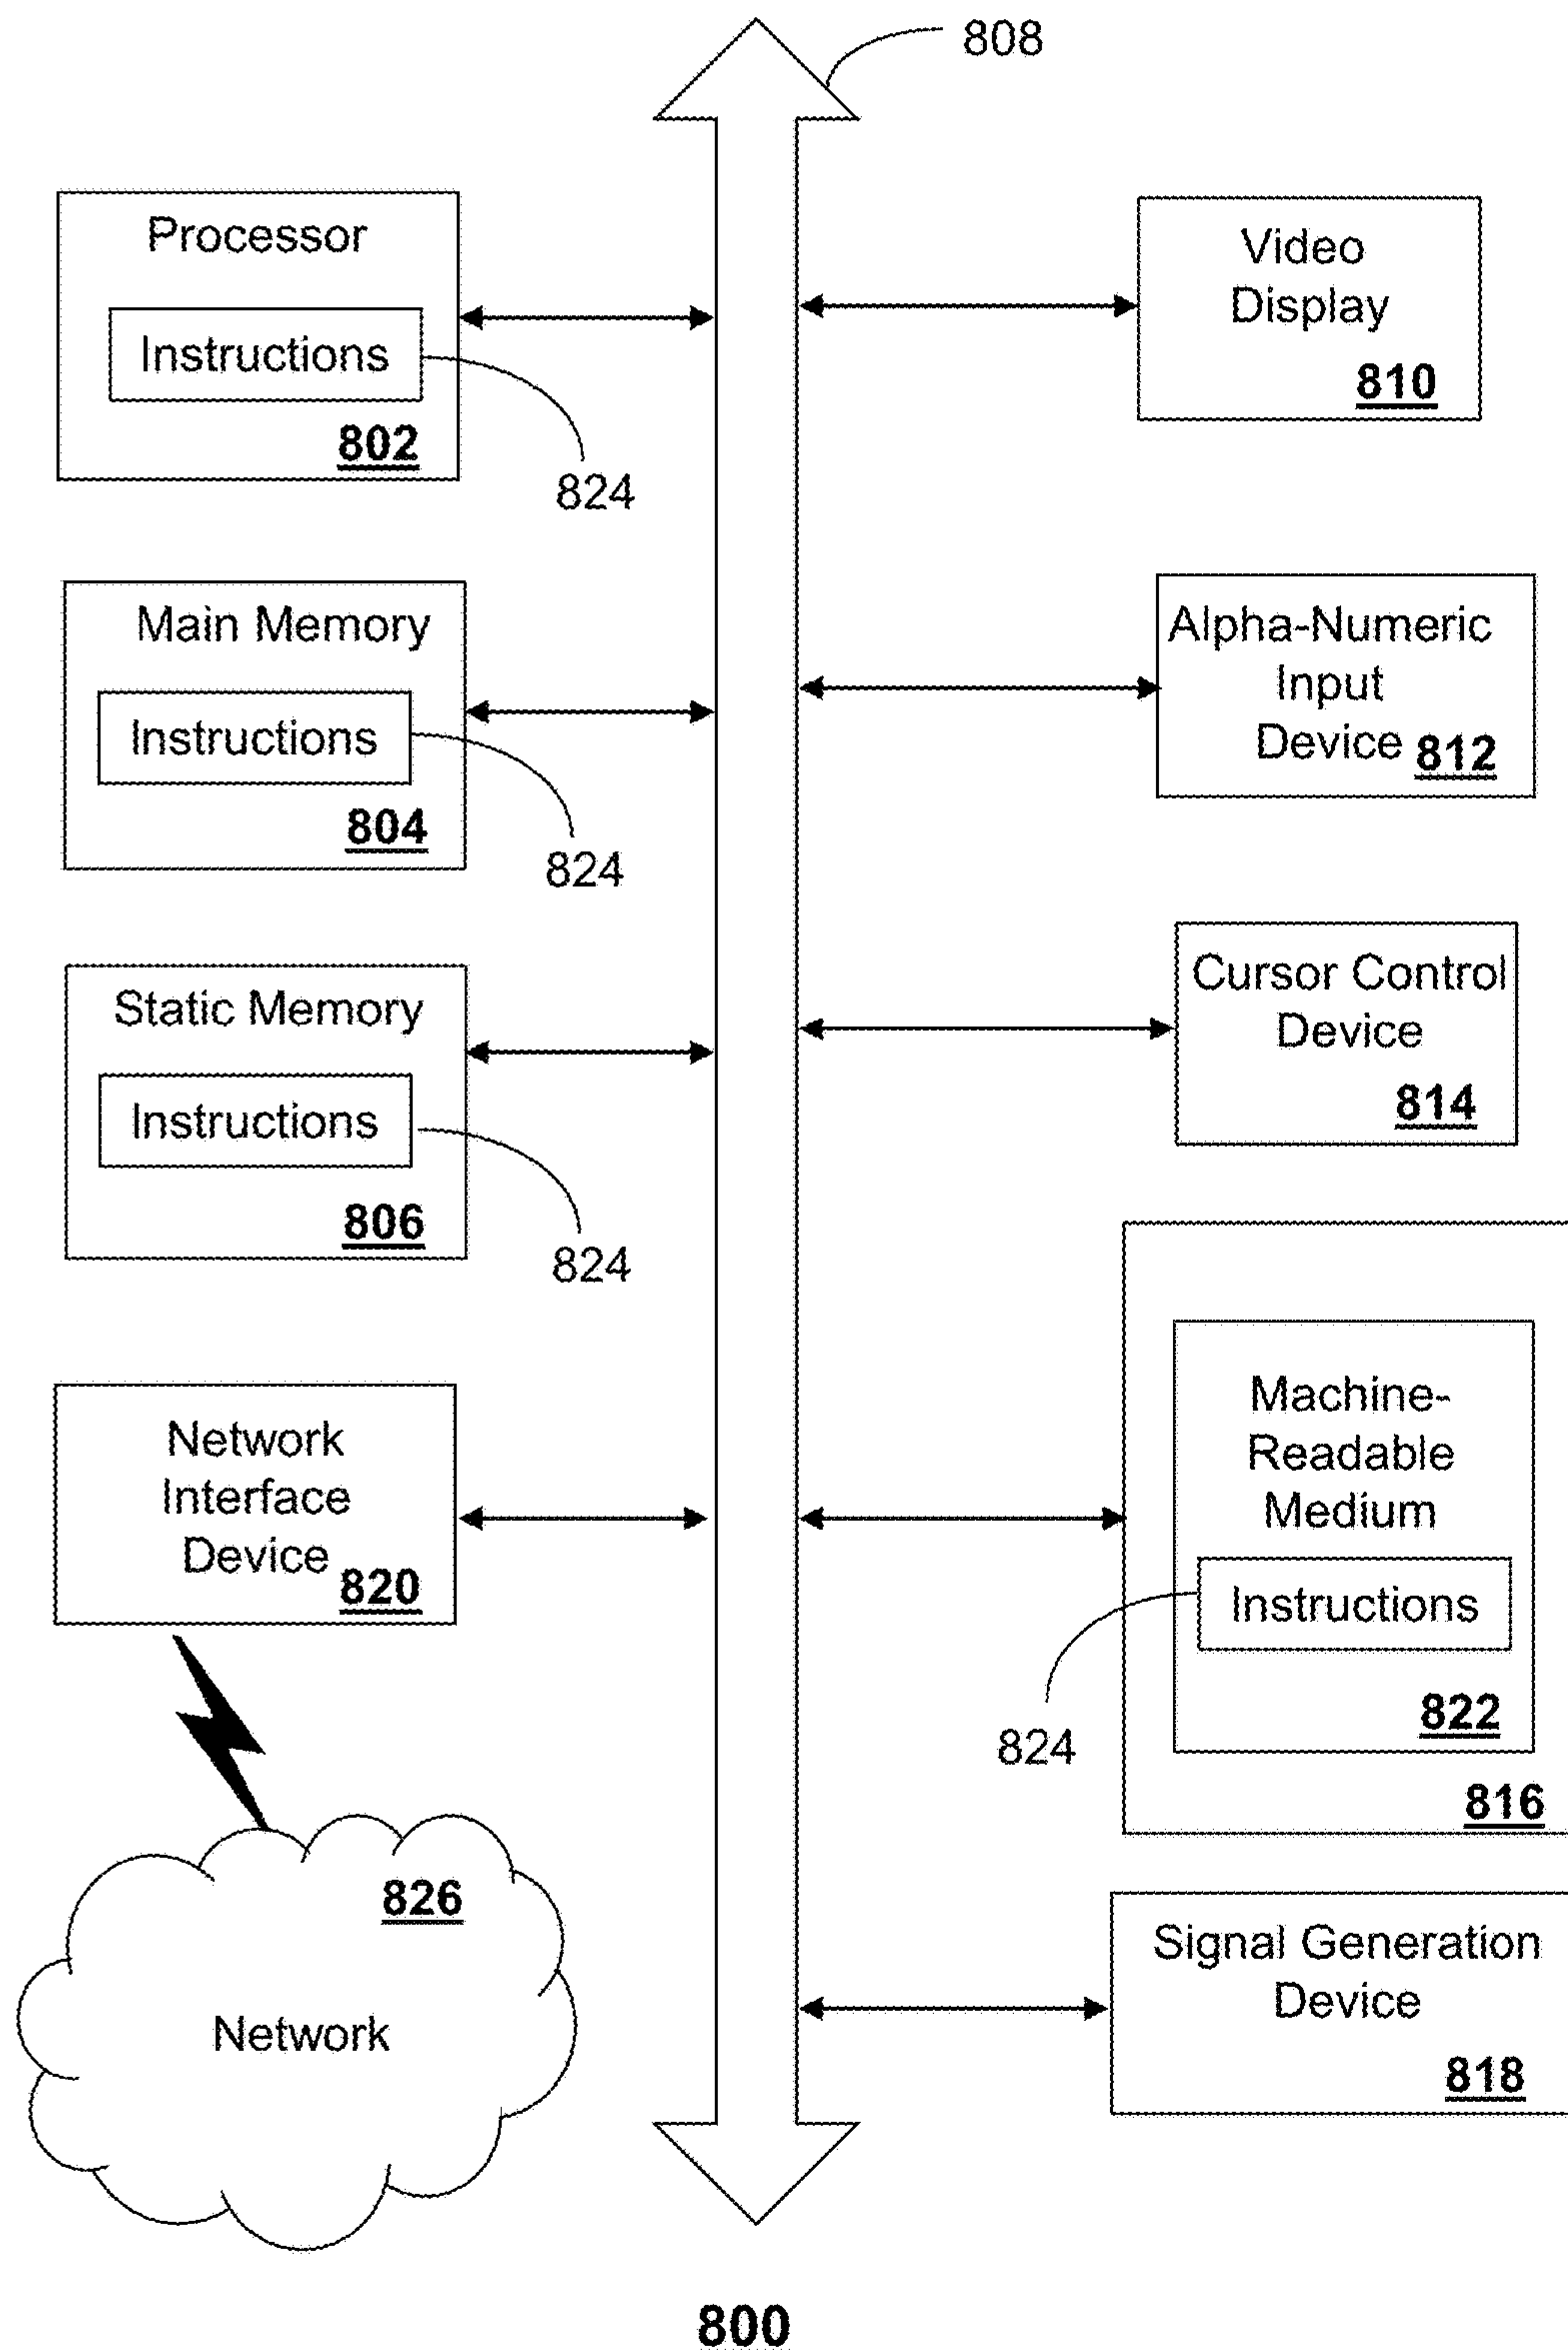 808
Processor
Instructions
802
824
Video
Display
810
Main Memory
Instructions
804
824
Alpha-Numeric
Input
Device 812
Static Memory
Instructions
806
824
Cursor Control
Device
814
Network
Interface
Device 820
Machine-
Readable
Medium
Instructions
822
824
816
826
Network
Signal Generation
Device
818
800